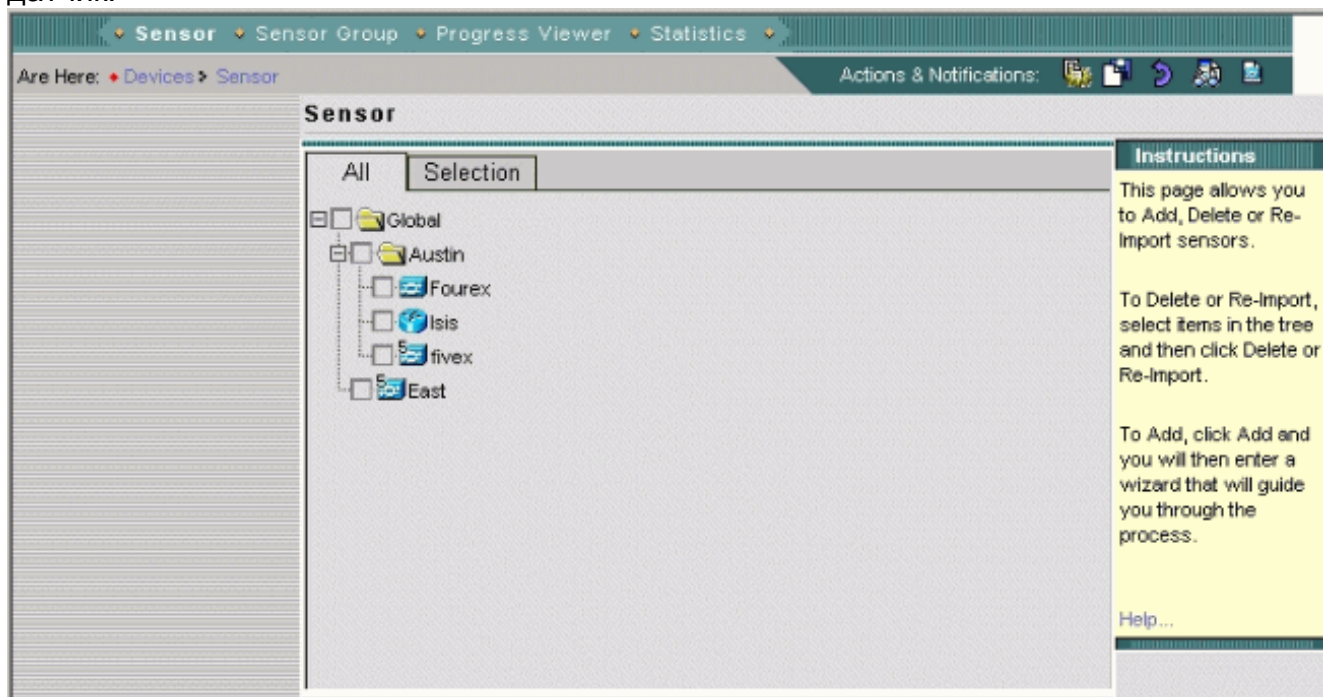 датчик.
Sensor Sensor Group Progress Viewer Statistics
Are Here: Devices > Sensor
Actions & Notifications:
Sensor
All Selection
Global
Austin
Fourex
Isis
5 fivex
5 East
Instructions
This page allows you
to Add, Delete or Re-
Import sensors.
To Delete or Re-Import,
select items in the tree
and then click Delete or
Re-Import.
To Add, click Add and
you will then enter a
wizard that will guide
you through the
process.
Help...